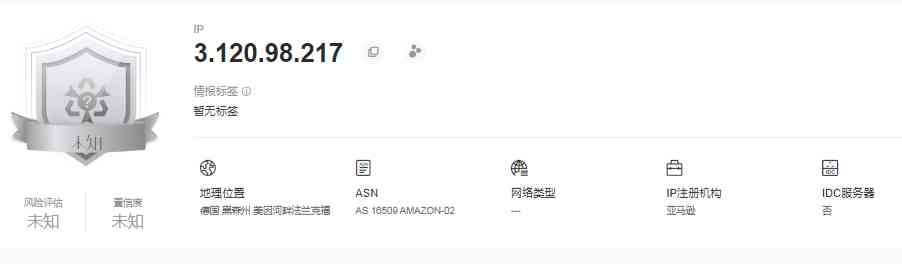 IP
3.120.98.217
情报标签
暂无标签
?
未知
风险评估
未知
置信度
未知
地理位置
德国 黑森州 美因河畔法兰克福
ASN
AS 16509 AMAZON-02
网络类型
---
IP注册机构
亚马逊
IDC
IDC服务器
否